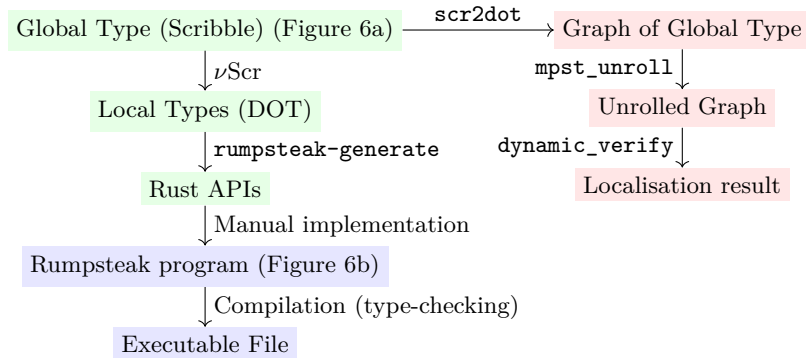 Global Type (Scribble) (Figure 6a)
scr2dot
Graph of Global Type
νScr
mpst_unroll
Local Types (DOT)
Unrolled Graph
rumpsteak-generate
dynamic_verify
Rust APIs
Localisation result
Manual implementation
Rumpsteak program (Figure 6b)
Compilation (type-checking)
Executable File